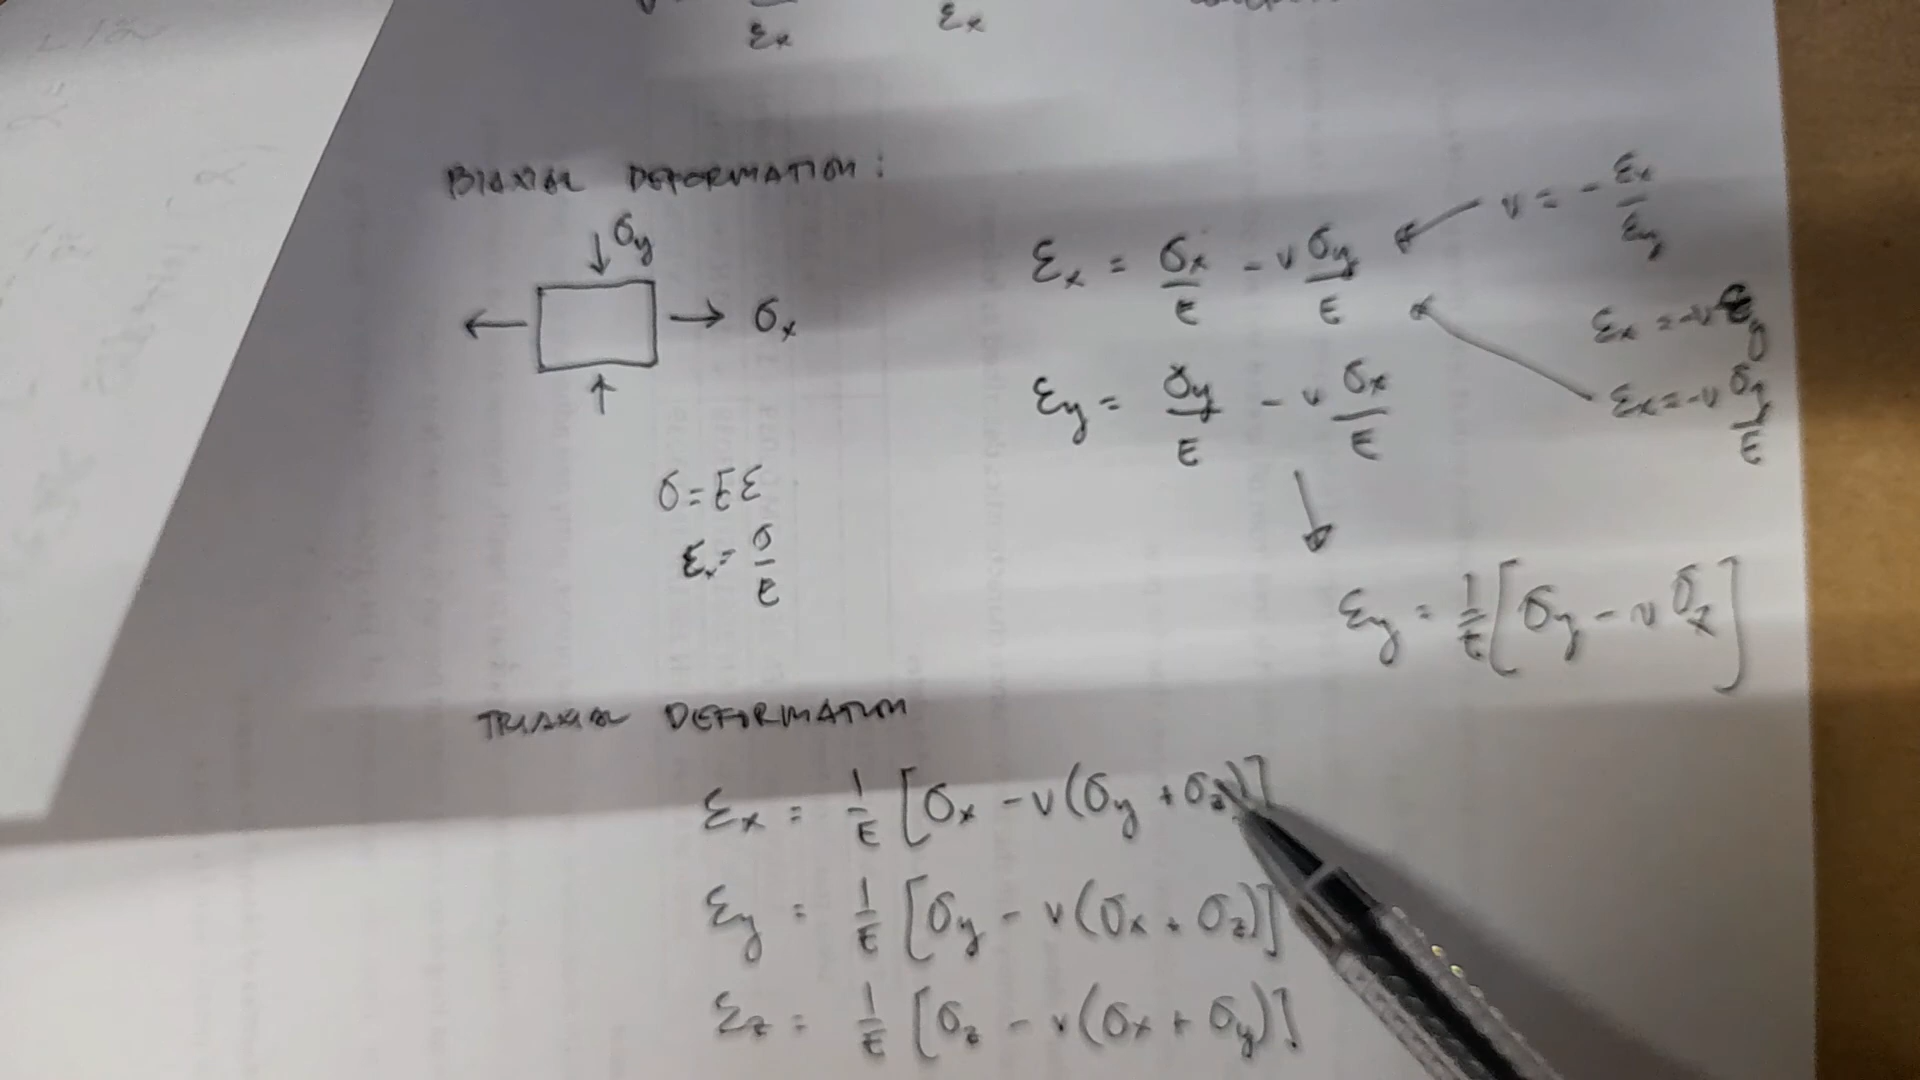 εx εx
BIAXIAL DEFORMATION :
σy
σx
εx = σx/E - ν σy/E
ν = - εx/εy
εx = -ν εy
εx = -ν σy/E
εy = σy/E - ν σx/E
σ = Eε
εx = σ/E
εy = 1/E [σy - ν σx]
TRIAXIAL DEFORMATION
εx = 1/E [σx - ν(σy + σz)]
εy = 1/E [σy - ν(σx + σz)]
εz = 1/E [σz - ν(σx + σy)]